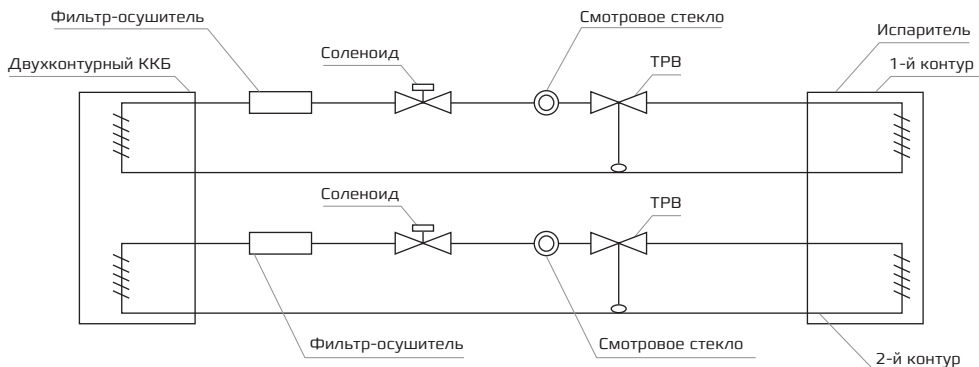 Фильтр-осушитель
Смотровое стекло
Испаритель
Соленоид
Двухконтурный ККБ
ТРВ
1-й контур
Соленоид
ТРВ
Фильтр-осушитель
Смотровое стекло
2-й контур